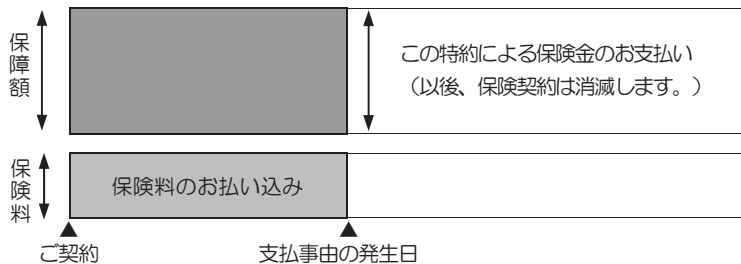 保障額
この特約による保険金のお支払い
（以後、保険契約は消滅します。）
保険料
保険料のお払い込み
ご契約
支払事由の発生日